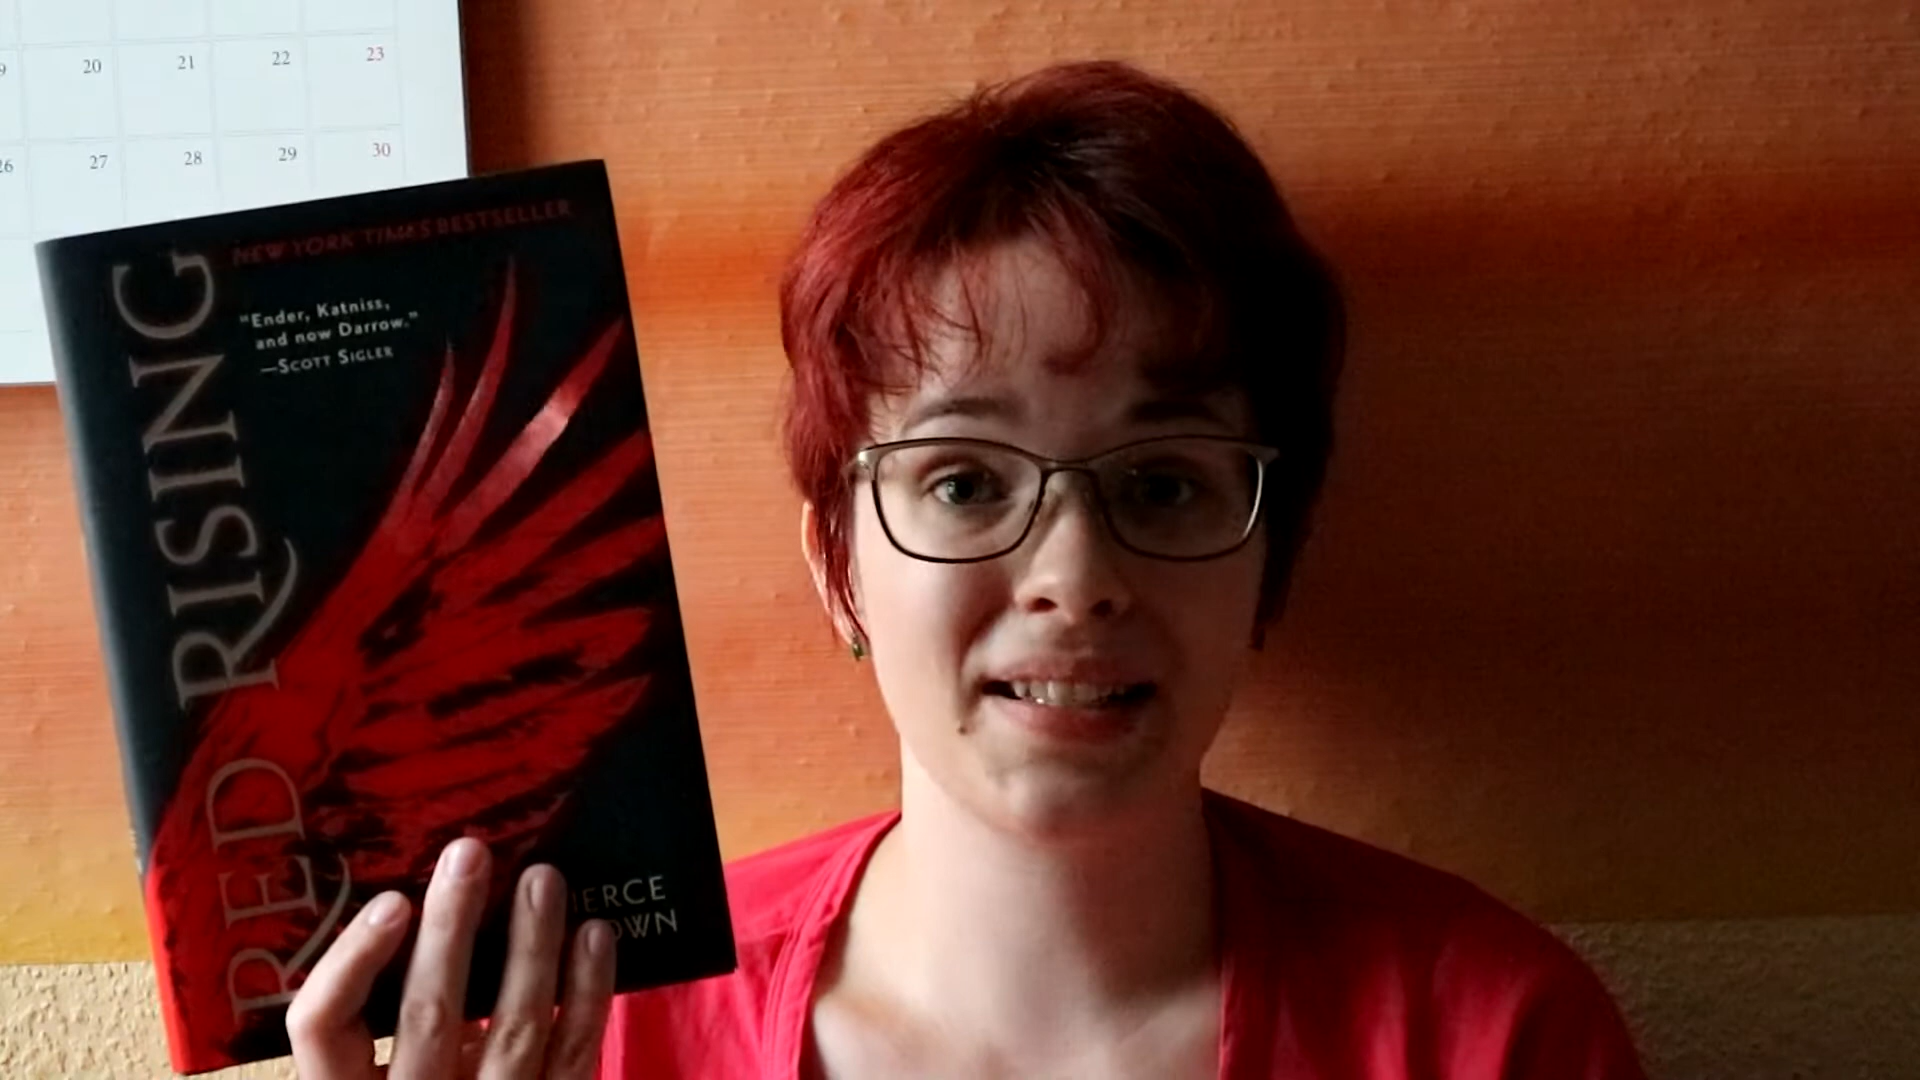 20 21 22 23
26 27 28 29 30
NEW YORK TIMES BESTSELLER
"Ender, Katniss,
and now Darrow."
—SCOTT SIGLER
RED RISING
IERCE
OWN